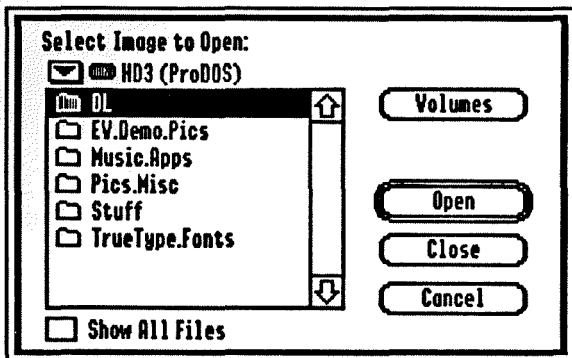 Select Image to Open:
HD3 (ProDOS)
DL
EV.Demo.Pics
Music.Apps
Pics.Misc
Stuff
TrueType.Fonts
Show All Files
Volumes
Open
Close
Cancel